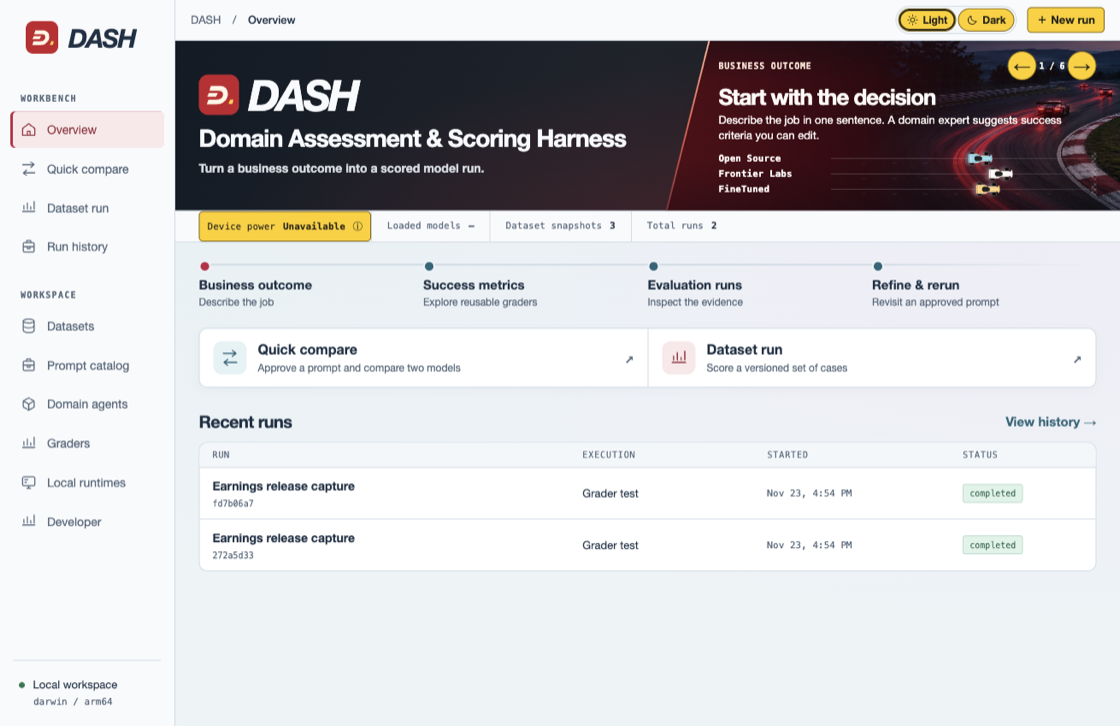 DASH
DASH / Overview
Light
Dark
+ New run
WORKBENCH
Overview
Quick compare
Dataset run
Run history
WORKSPACE
Datasets
Prompt catalog
Domain agents
Graders
Local runtimes
Developer
Local workspace
darwin / arm64
DASH
Domain Assessment & Scoring Harness
Turn a business outcome into a scored model run.
BUSINESS OUTCOME
← 1 / 6 →
Start with the decision
Describe the job in one sentence. A domain expert suggests success
criteria you can edit.
Open Source
Frontier Labs
FineTuned
Device power Unavailable ⓘ
Loaded models —
Dataset snapshots 3
Total runs 2
Business outcome
Describe the job
Success metrics
Explore reusable graders
Evaluation runs
Inspect the evidence
Refine & rerun
Revisit an approved prompt
Quick compare
Approve a prompt and compare two models
Dataset run
Score a versioned set of cases
Recent runs
View history →
RUN EXECUTION STARTED STATUS
Earnings release capture
fd7b06a7
Grader test
Nov 23, 4:54 PM
completed
Earnings release capture
272a5d33
Grader test
Nov 23, 4:54 PM
completed